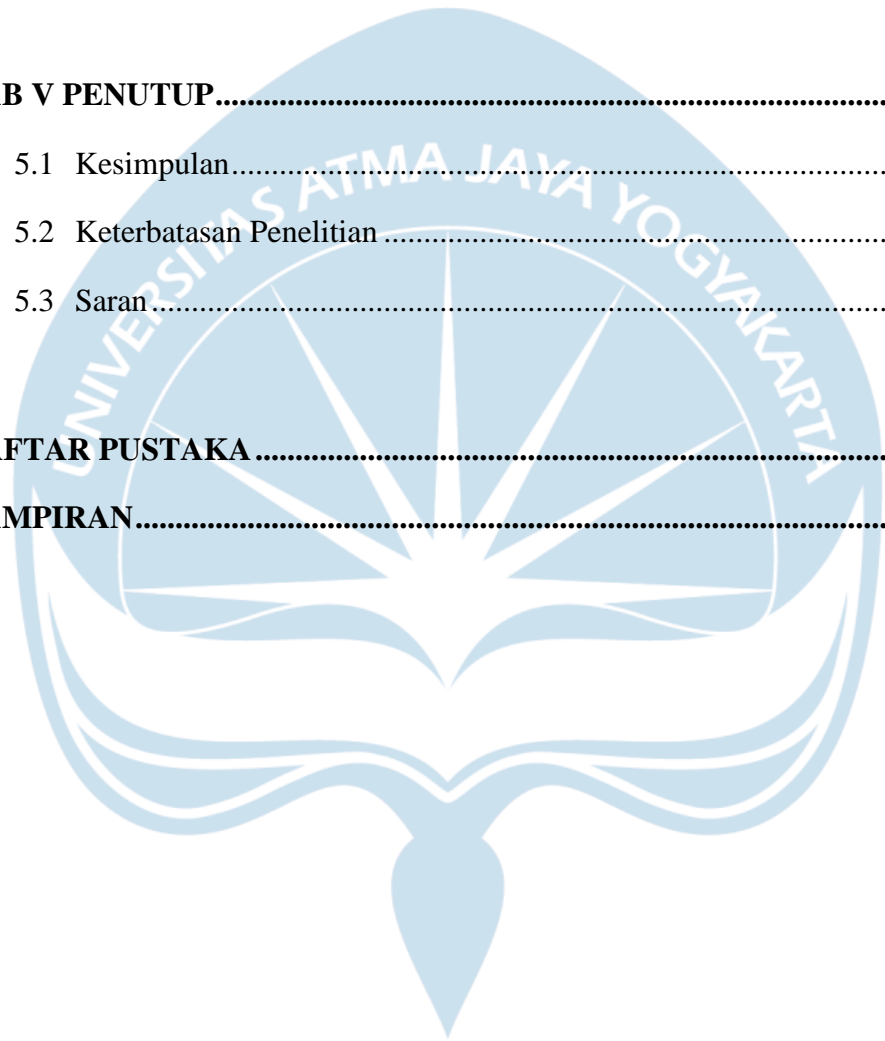 B V PENUTUP
5.1 Kesimpulan
5.2 Keterbatasan Penelitian
5.3 Saran
FTAR PUSTAKA
MPIRAN
UNIVERSITAS ATMA JAYA YOGYAKARTA